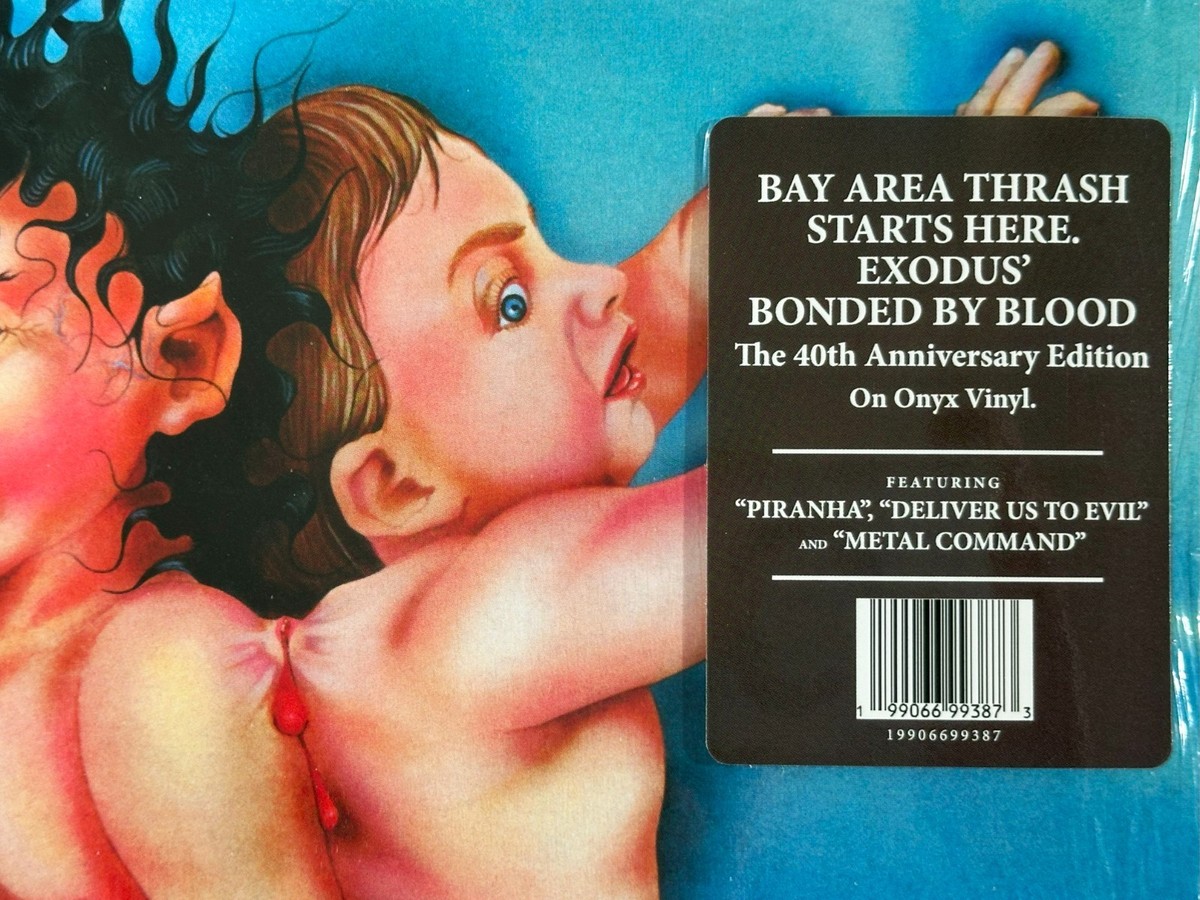 BAY AREA THRASH
STARTS HERE.
EXODUS’
BONDED BY BLOOD
The 40th Anniversary Edition
On Onyx Vinyl.
FEATURING
“PIRANHA”, “DELIVER US TO EVIL”
AND “METAL COMMAND”
1 99066 99387 3
19906699387